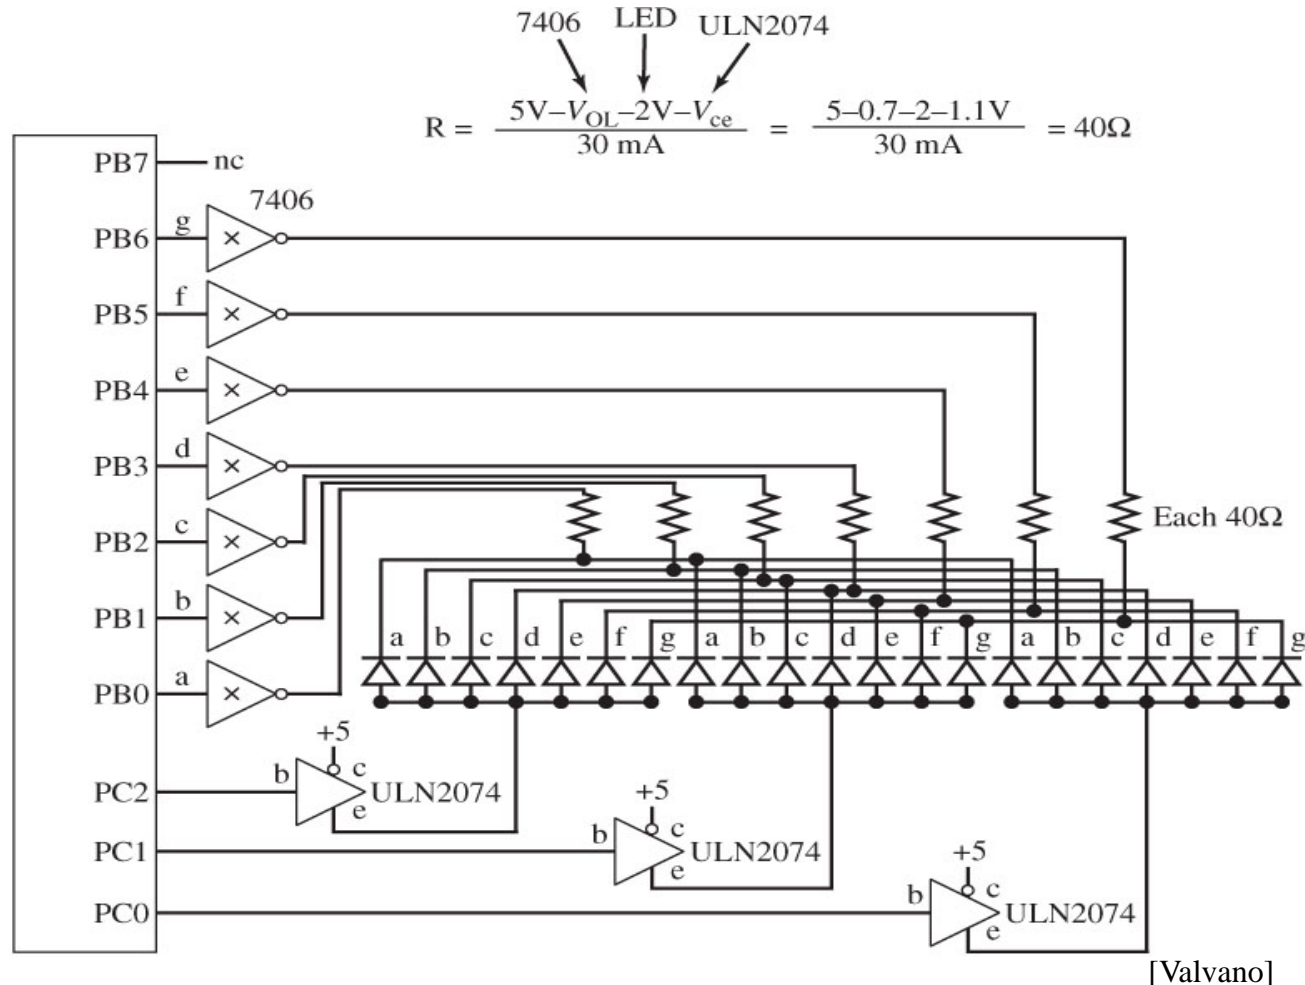 7406 LED ULN2074
R = 5V–V_OL–2V–V_ce / 30 mA = 5–0.7–2–1.1V / 30 mA = 40Ω
PB7 nc
7406
PB6 g
PB5 f
PB4 e
PB3 d
PB2 c
PB1 b
PB0 a
Each 40Ω
a b c d e f g a b c d e f g a b c d e f g
+5
PC2 b c e ULN2074
+5
PC1 b c e ULN2074
+5
PC0 b c e ULN2074
[Valvano]